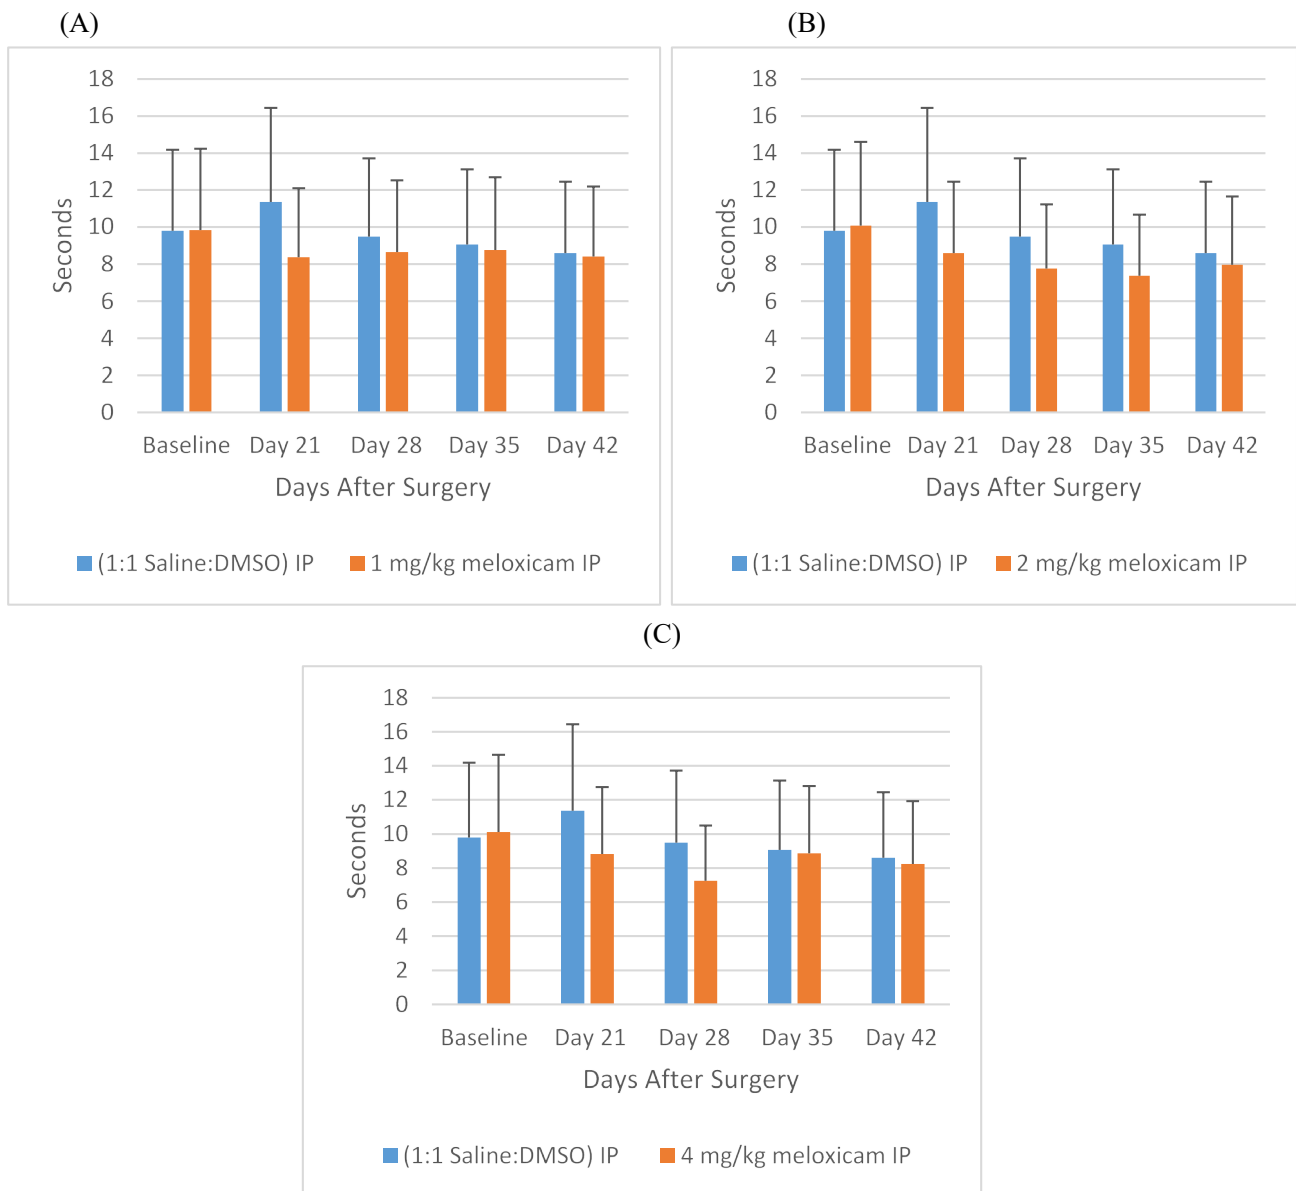 (A)
18
16
14
12
10
8
6
4
2
0
Seconds
Baseline Day 21 Day 28 Day 35 Day 42
Days After Surgery
(1:1 Saline:DMSO) IP 1 mg/kg meloxicam IP
(B)
18
16
14
12
10
8
6
4
2
0
Seconds
Baseline Day 21 Day 28 Day 35 Day 42
Days After Surgery
(1:1 Saline:DMSO) IP 2 mg/kg meloxicam IP
(C)
18
16
14
12
10
8
6
4
2
0
Seconds
Baseline Day 21 Day 28 Day 35 Day 42
Days After Surgery
(1:1 Saline:DMSO) IP 4 mg/kg meloxicam IP